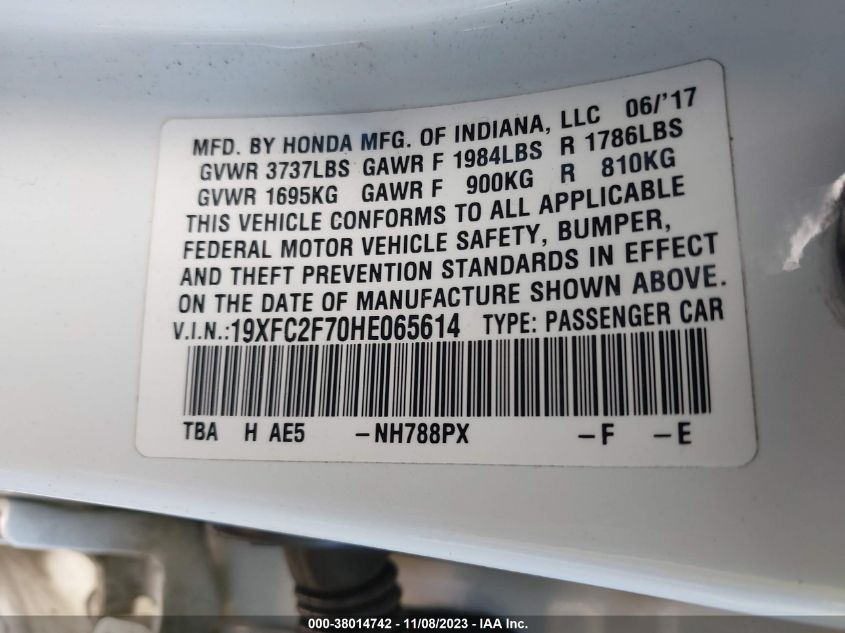 MFD. BY HONDA MFG. OF INDIANA, LLC 06/'17
GVWR 3737LBS GAWR F 1984LBS R 1786LBS
GVWR 1695KG GAWR F 900KG R 810KG
THIS VEHICLE CONFORMS TO ALL APPLICABLE
FEDERAL MOTOR VEHICLE SAFETY, BUMPER,
AND THEFT PREVENTION STANDARDS IN EFFECT
ON THE DATE OF MANUFACTURE SHOWN ABOVE.
V.I.N.:19XFC2F70HE065614 TYPE: PASSENGER CAR
TBA H AE5 –NH788PX –F –E
000-38014742 - 11/08/2023 - IAA Inc.